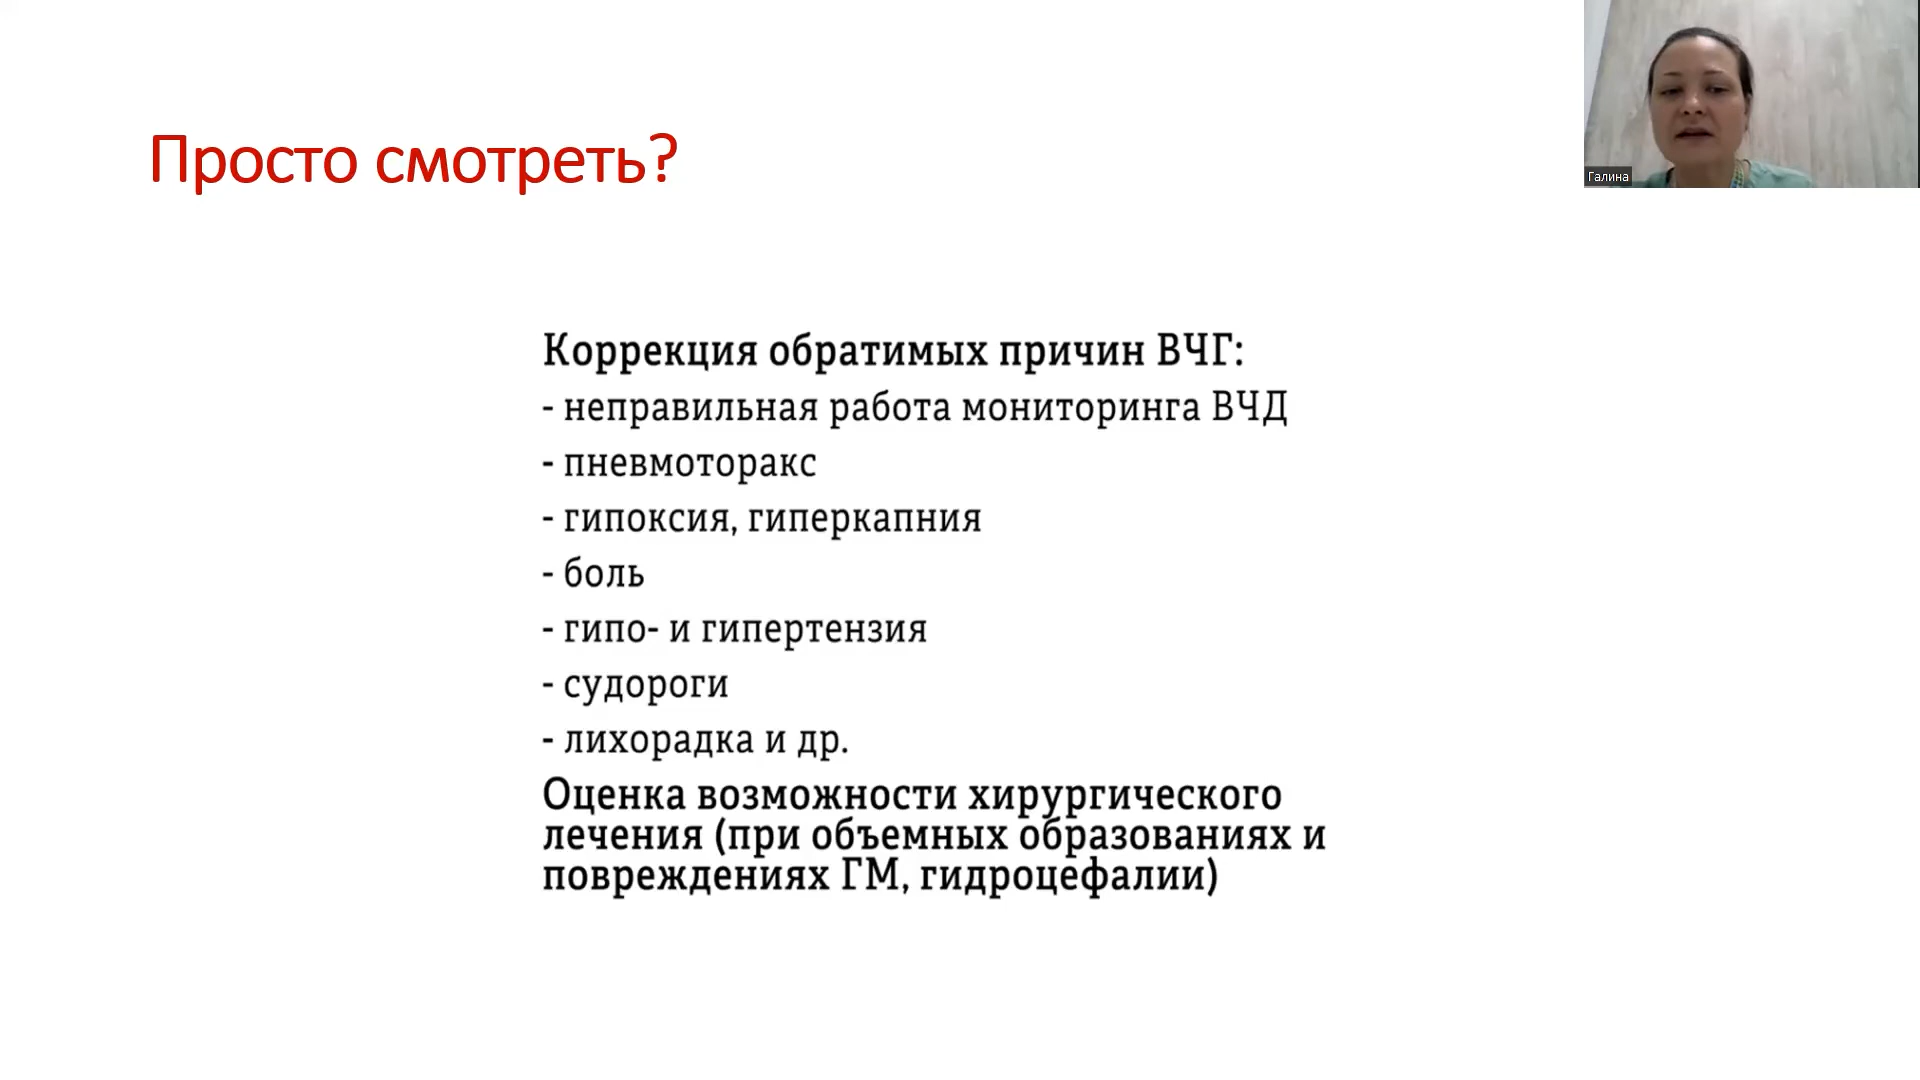 Просто смотреть?
Галина
Коррекция обратимых причин ВЧГ:
- неправильная работа мониторинга ВЧД
- пневмоторакс
- гипоксия, гиперкапния
- боль
- гипо- и гипертензия
- судороги
- лихорадка и др.
Оценка возможности хирургического
лечения (при объемных образованиях и
повреждениях ГМ, гидроцефалии)